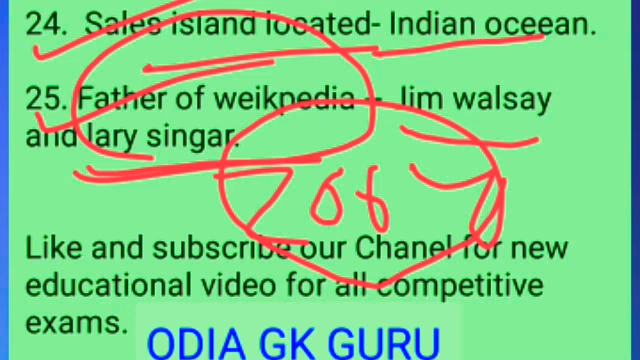 24. Sales island located- Indian oceean.
25. Father of weikpedia - Jim walsay
and lary singar.
Like and subscribe our Chanel for new
educational video for all competitive
exams.
ODIA GK GURU